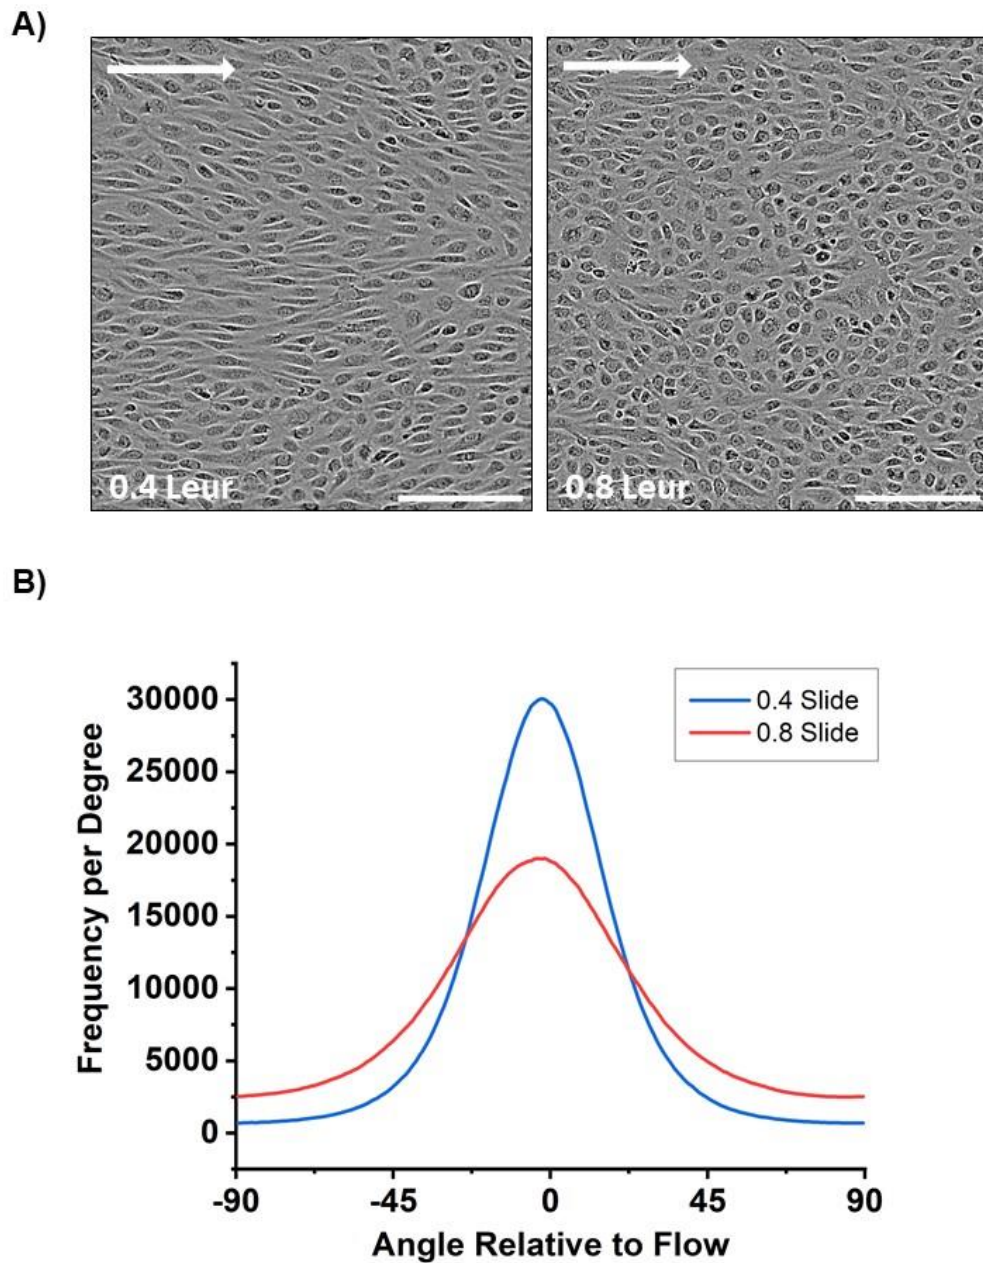 A)
0.4 Leur
0.8 Leur
B)
30000
25000
20000
15000
10000
5000
0
Frequency per Degree
0.4 Slide
0.8 Slide
-90
-45
0
45
90
Angle Relative to Flow